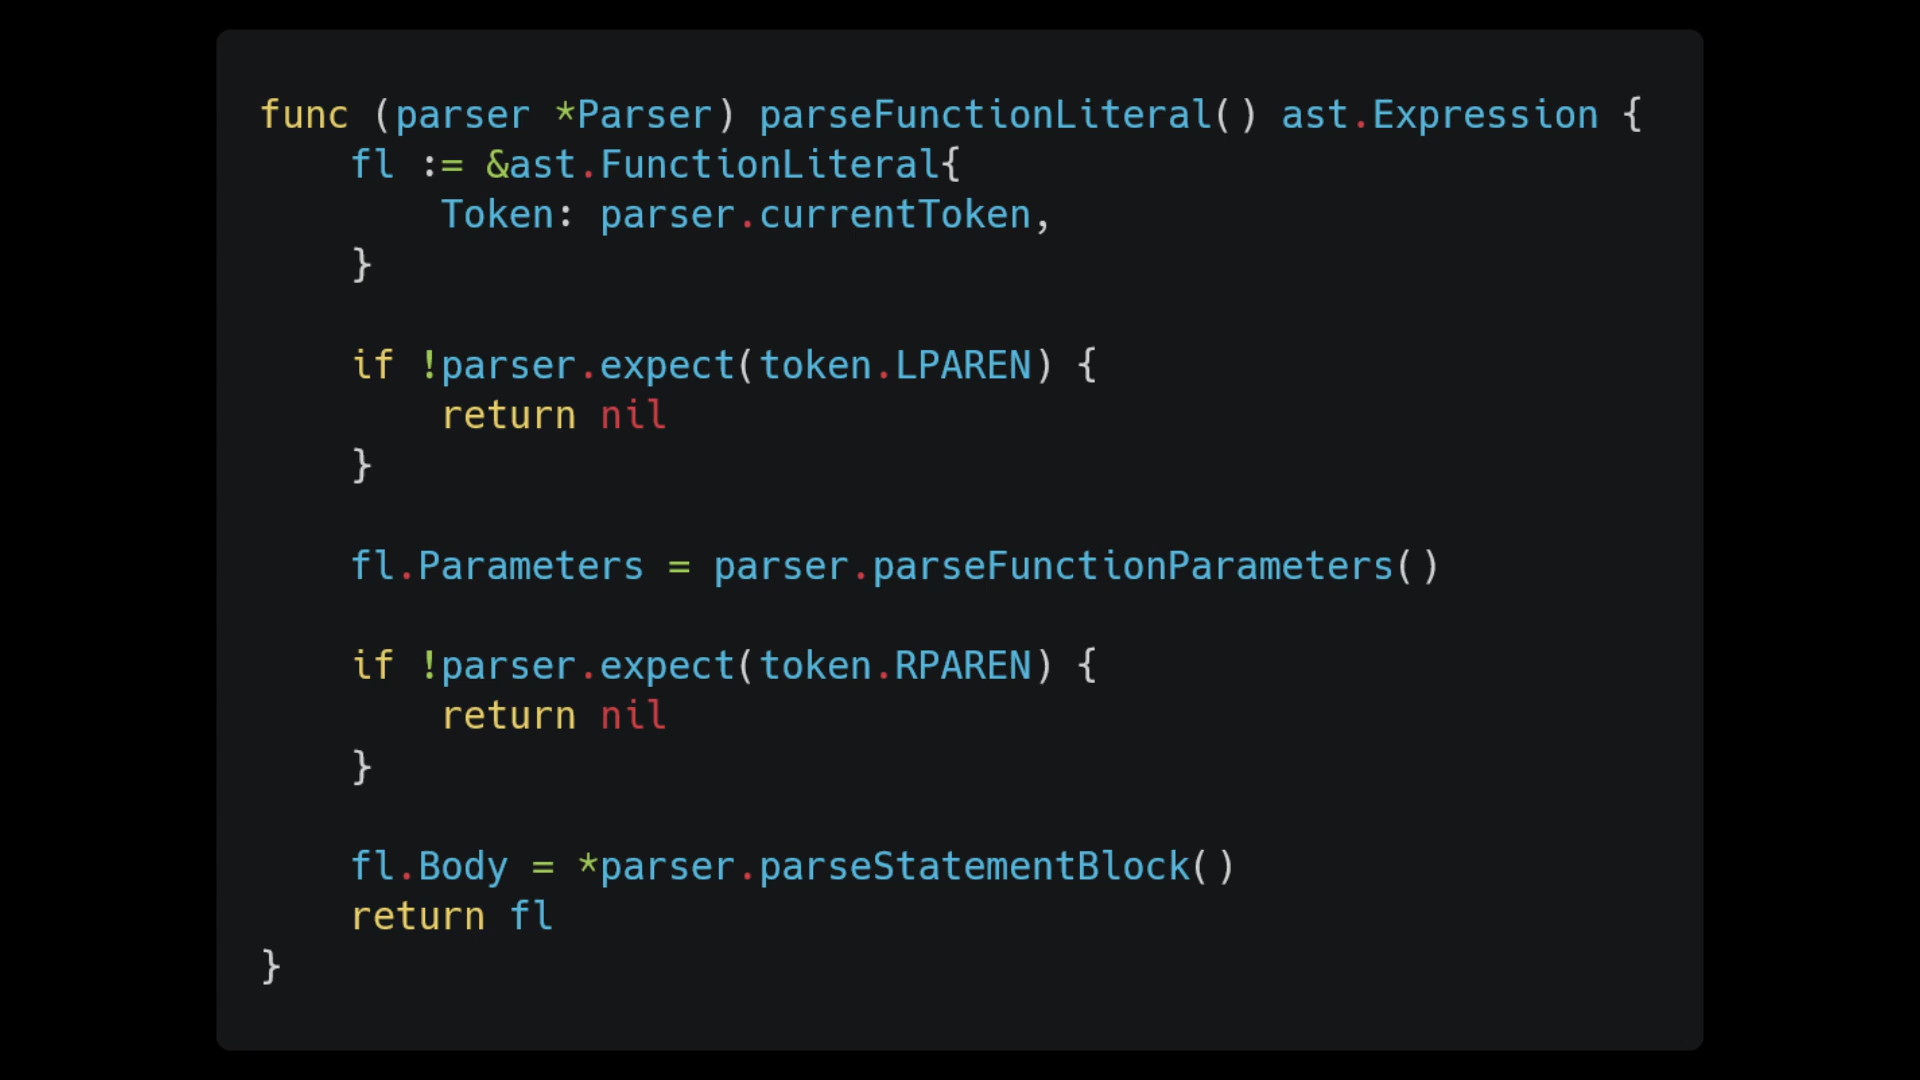 func (parser *Parser) parseFunctionLiteral() ast.Expression {
    fl := &ast.FunctionLiteral{
        Token: parser.currentToken,
    }

    if !parser.expect(token.LPAREN) {
        return nil
    }

    fl.Parameters = parser.parseFunctionParameters()

    if !parser.expect(token.RPAREN) {
        return nil
    }

    fl.Body = *parser.parseStatementBlock()
    return fl
}